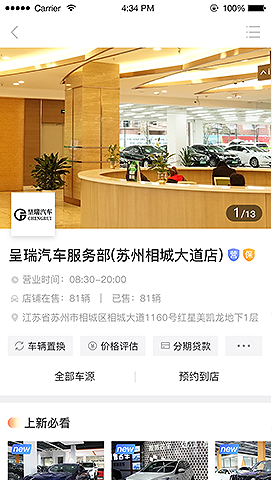 Carrier 4:34 PM 100%
1/13
呈瑞汽车
CHENGRUI
呈瑞汽车服务部(苏州相城大道店) 营 保
营业时间：08:30-20:00
店铺在售：81辆 | 已售：81辆
江苏省苏州市相城区相城大道1160号红星美凯龙地下1层
车辆置换 价格评估 分期贷款 •••
全部车源 预约到店
上新必看
new new new